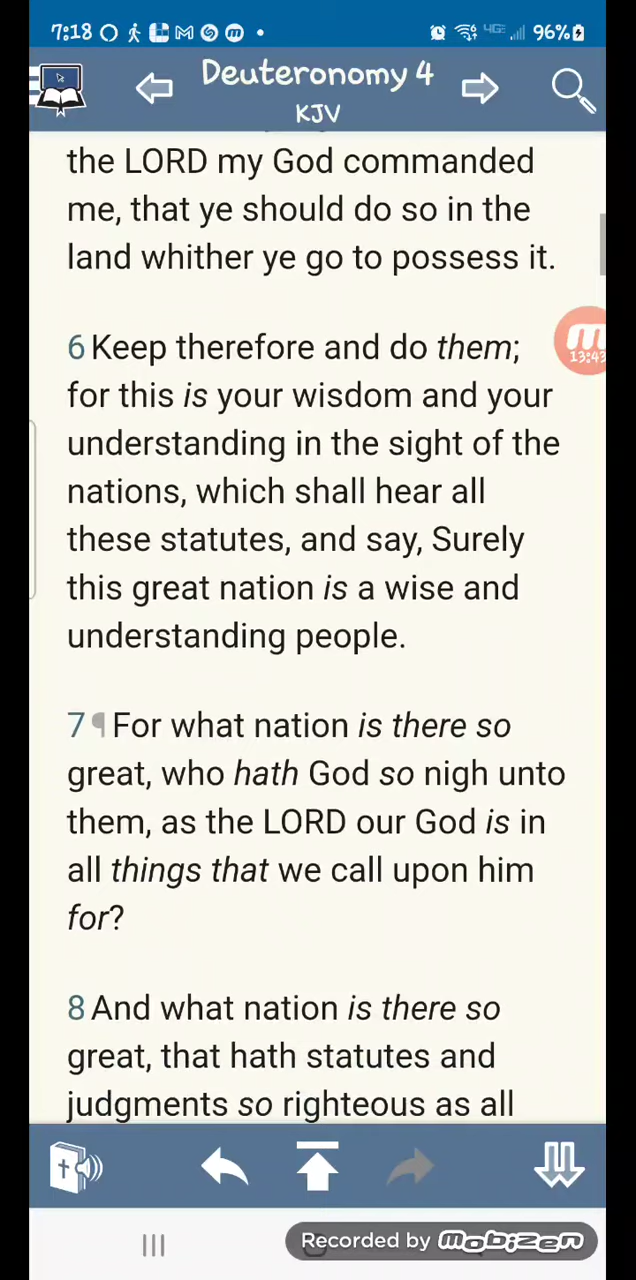 7:18 96%
Deuteronomy 4
KJV
the LORD my God commanded
me, that ye should do so in the
land whither ye go to possess it.
6 Keep therefore and do them;
13:43
for this is your wisdom and your
understanding in the sight of the
nations, which shall hear all
these statutes, and say, Surely
this great nation is a wise and
understanding people.
7 ¶ For what nation is there so
great, who hath God so nigh unto
them, as the LORD our God is in
all things that we call upon him
for?
8 And what nation is there so
great, that hath statutes and
judgments so righteous as all
Recorded by mobizen